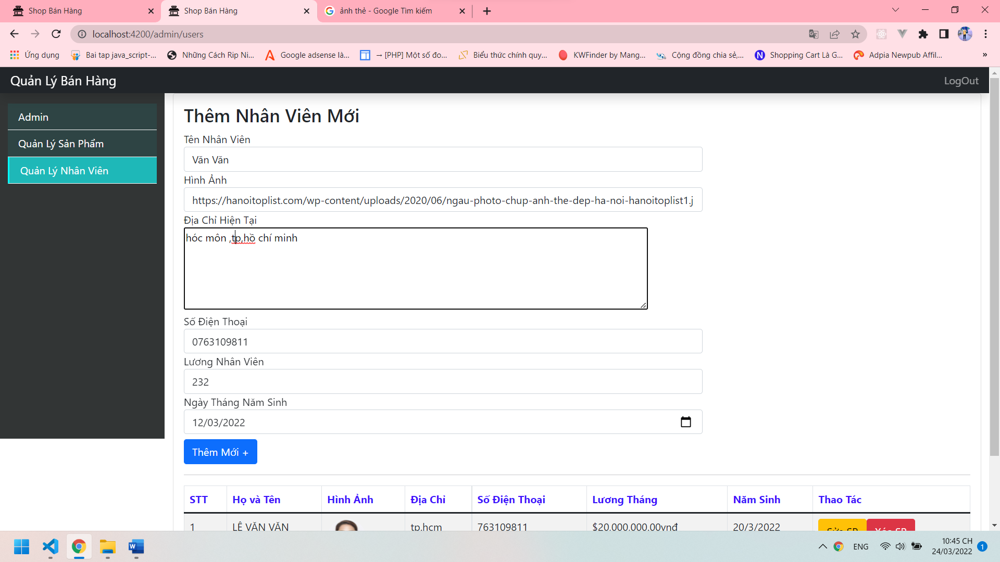 Shop Bán Hàng
Shop Bán Hàng
ảnh thẻ - Google Tìm kiếm
localhost:4200/admin/users
Ứng dụng
Bai tap java_script-...
Những Cách Rip Ni...
Google adsense là...
→ [PHP] Một số đo...
Biểu thức chính quy...
KWFinder by Mang...
Cộng đồng chia sẻ,...
Shopping Cart Là G...
Adpia Newpub Affil...
»
Quản Lý Bán Hàng
LogOut
Admin
Quản Lý Sản Phẩm
Quản Lý Nhân Viên
Thêm Nhân Viên Mới
Tên Nhân Viên
Văn Văn
Hình Ảnh
https://hanoitoplist.com/wp-content/uploads/2020/06/ngau-photo-chup-anh-the-dep-ha-noi-hanoitoplist1.j
Địa Chỉ Hiện Tại
hóc môn ,tp,hồ chí minh
Số Điện Thoại
0763109811
Lương Nhân Viên
232
Ngày Tháng Năm Sinh
12/03/2022
Thêm Mới +
STT Họ và Tên Hình Ảnh Địa Chỉ Số Điện Thoại Lương Tháng Năm Sinh Thao Tác
1 LÊ VĂN VĂN tp.hcm 763109811 $20,000,000.00vnđ 20/3/2022 Sửa SP Xóa SP
ENG
10:45 CH
24/03/2022
1